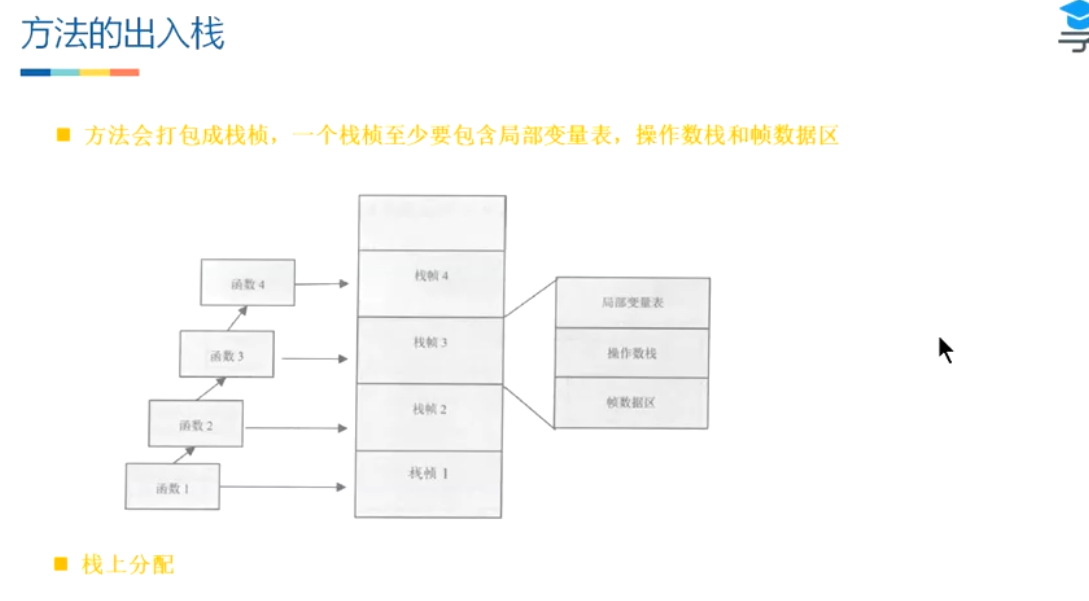 方法的出入栈
方法会打包成栈桢，一个栈桢至少要包含局部变量表，操作数栈和帧数据区
函数 4
栈帧 4
局部变量表
函数 3
栈帧 3
操作数栈
函数 2
栈帧 2
帧数据区
函数 1
栈帧 1
栈上分配